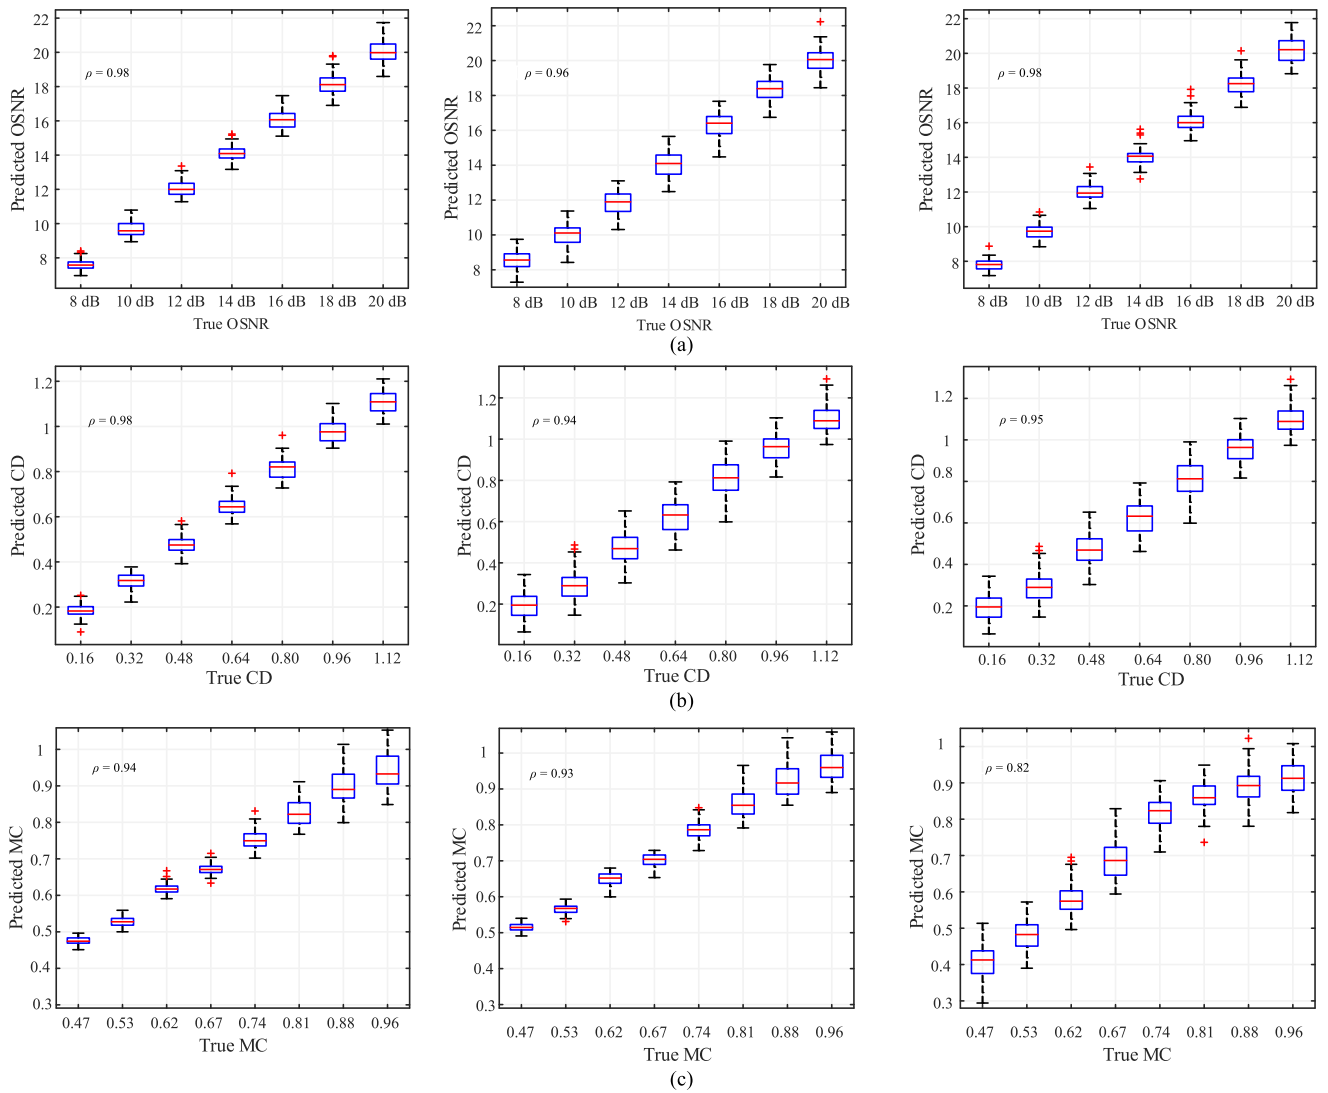 22
20
18
16
14
12
10
8
Predicted OSNR
ρ = 0.98
8 dB 10 dB 12 dB 14 dB 16 dB 18 dB 20 dB
True OSNR
22
20
18
16
14
12
10
8
Predicted OSNR
ρ = 0.96
8 dB 10 dB 12 dB 14 dB 16 dB 18 dB 20 dB
True OSNR
22
20
18
16
14
12
10
8
Predicted OSNR
ρ = 0.98
8 dB 10 dB 12 dB 14 dB 16 dB 18 dB 20 dB
True OSNR
(a)
1.2
1
0.8
0.6
0.4
0.2
Predicted CD
ρ = 0.98
0.16 0.32 0.48 0.64 0.80 0.96 1.12
True CD
1.2
1
0.8
0.6
0.4
0.2
Predicted CD
ρ = 0.94
0.16 0.32 0.48 0.64 0.80 0.96 1.12
True CD
1.2
1
0.8
0.6
0.4
0.2
Predicted CD
ρ = 0.95
0.16 0.32 0.48 0.64 0.80 0.96 1.12
True CD
(b)
1
0.9
0.8
0.7
0.6
0.5
0.4
0.3
Predicted MC
ρ = 0.94
0.47 0.53 0.62 0.67 0.74 0.81 0.88 0.96
True MC
1
0.9
0.8
0.7
0.6
0.5
0.4
0.3
Predicted MC
ρ = 0.93
0.47 0.53 0.62 0.67 0.74 0.81 0.88 0.96
True MC
1
0.9
0.8
0.7
0.6
0.5
0.4
0.3
Predicted MC
ρ = 0.82
0.47 0.53 0.62 0.67 0.74 0.81 0.88 0.96
True MC
(c)